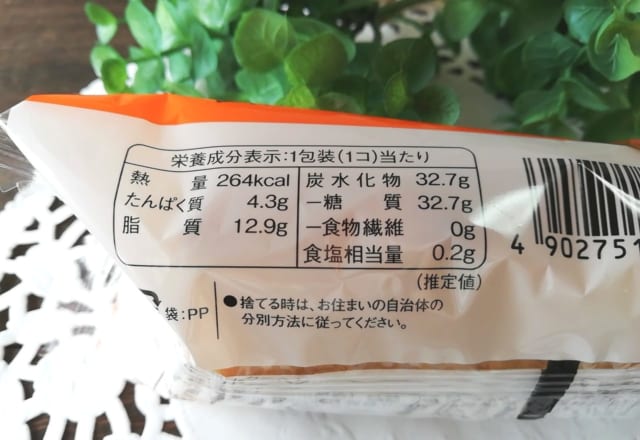 栄養成分表示:1包装(1コ)当たり
熱量 264kcal
たんぱく質 4.3g
脂質 12.9g
炭水化物 32.7g
-糖質 32.7g
-食物繊維 0g
食塩相当量 0.2g
(推定値)
袋:PP
●捨てる時は、お住まいの自治体の
分別方法に従ってください。
4 902751